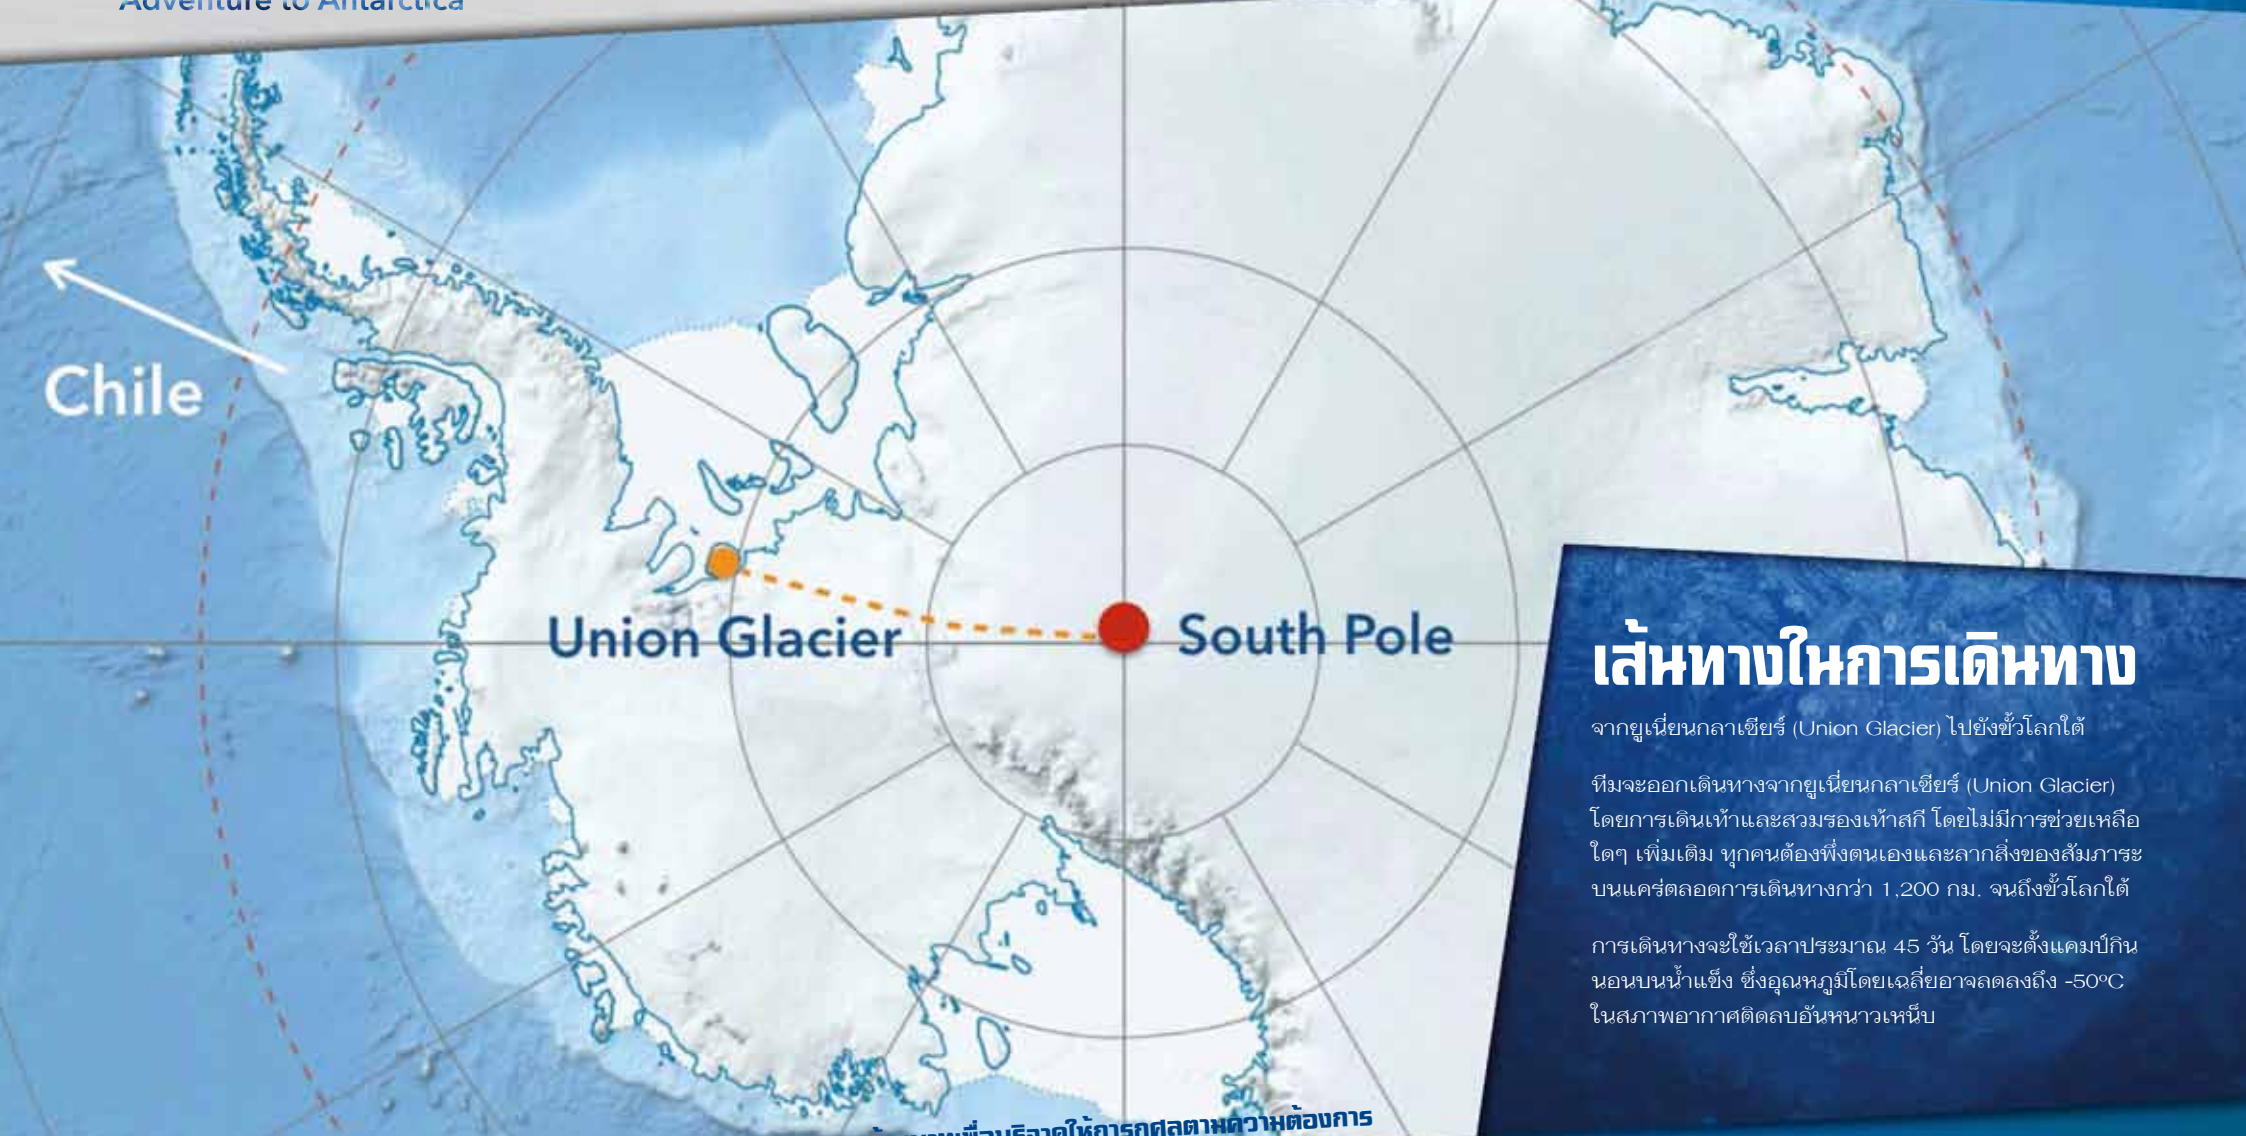 Adventure to Antarctica
Chile
Union Glacier
South Pole
เส้นทางในการเดินทาง
จากยูเนี่ยนกลาเซียร์ (Union Glacier) ไปยังขั้วโลกใต้
ทีมจะออกเดินทางจากยูเนี่ยนกลาเซียร์ (Union Glacier)
โดยการเดินเท้าและสวมรองเท้าสกี โดยไม่มีการช่วยเหลือ
ใดๆ เพิ่มเติม ทุกคนต้องพึ่งตนเองและลากสิ่งของสัมภาระ
บนแคร่ตลอดการเดินทางกว่า 1,200 กม. จนถึงขั้วโลกใต้
การเดินทางจะใช้เวลาประมาณ 45 วัน โดยจะตั้งแคมป์กิน
นอนบนน้ำแข็ง ซึ่งอุณหภูมิโดยเฉลี่ยอาจลดลงถึง -50ºC
ในสภาพอากาศติดลบอันหนาวเหน็บ
เพื่อบริจาคให้การกุศลตามความต้องการ